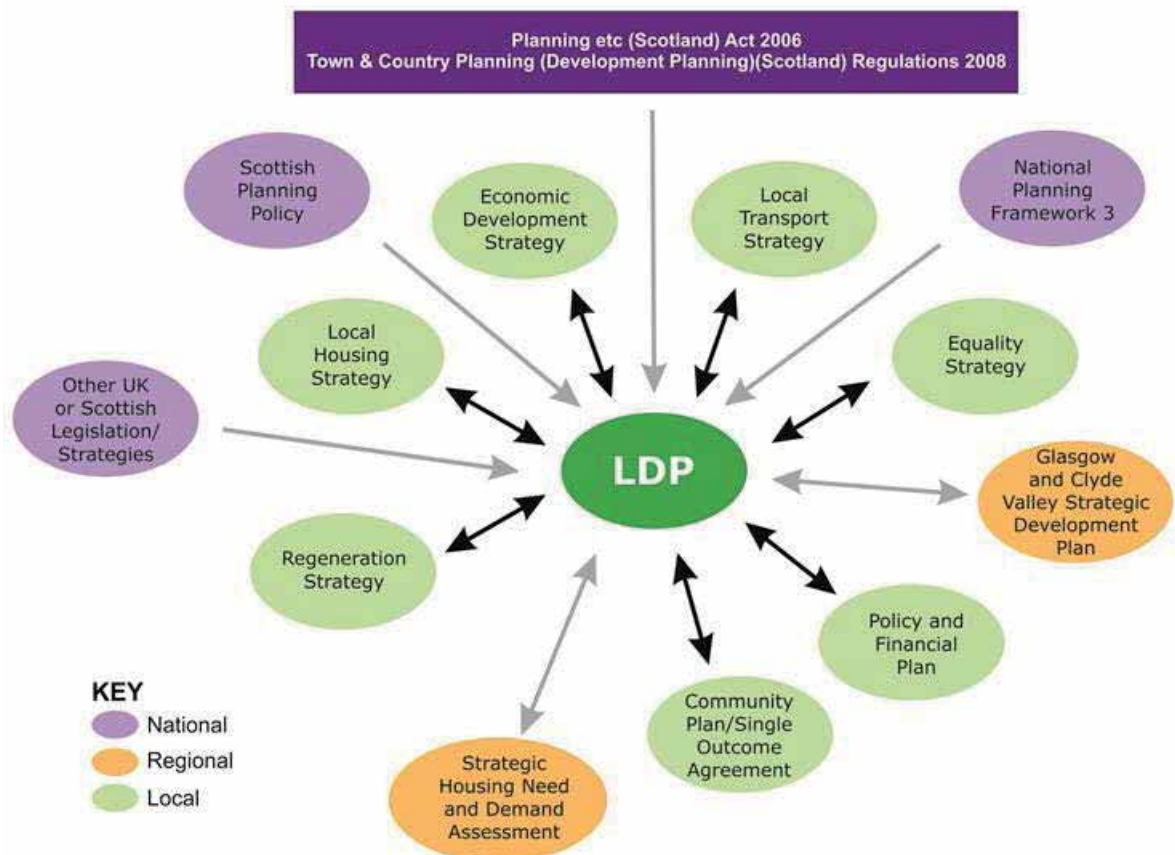 Planning etc (Scotland) Act 2006
Town & Country Planning (Development Planning)(Scotland) Regulations 2008
Scottish
Planning
Policy
Economic
Development
Strategy
Local
Transport
Strategy
National
Planning
Framework 3
Local
Housing
Strategy
Equality
Strategy
Other UK
or Scottish
Legislation/
Strategies
LDP
Glasgow
and Clyde
Valley Strategic
Development
Plan
Regeneration
Strategy
Policy and
Financial
Plan
Community
Plan/Single
Outcome
Agreement
Strategic
Housing Need
and Demand
Assessment
KEY
National
Regional
Local